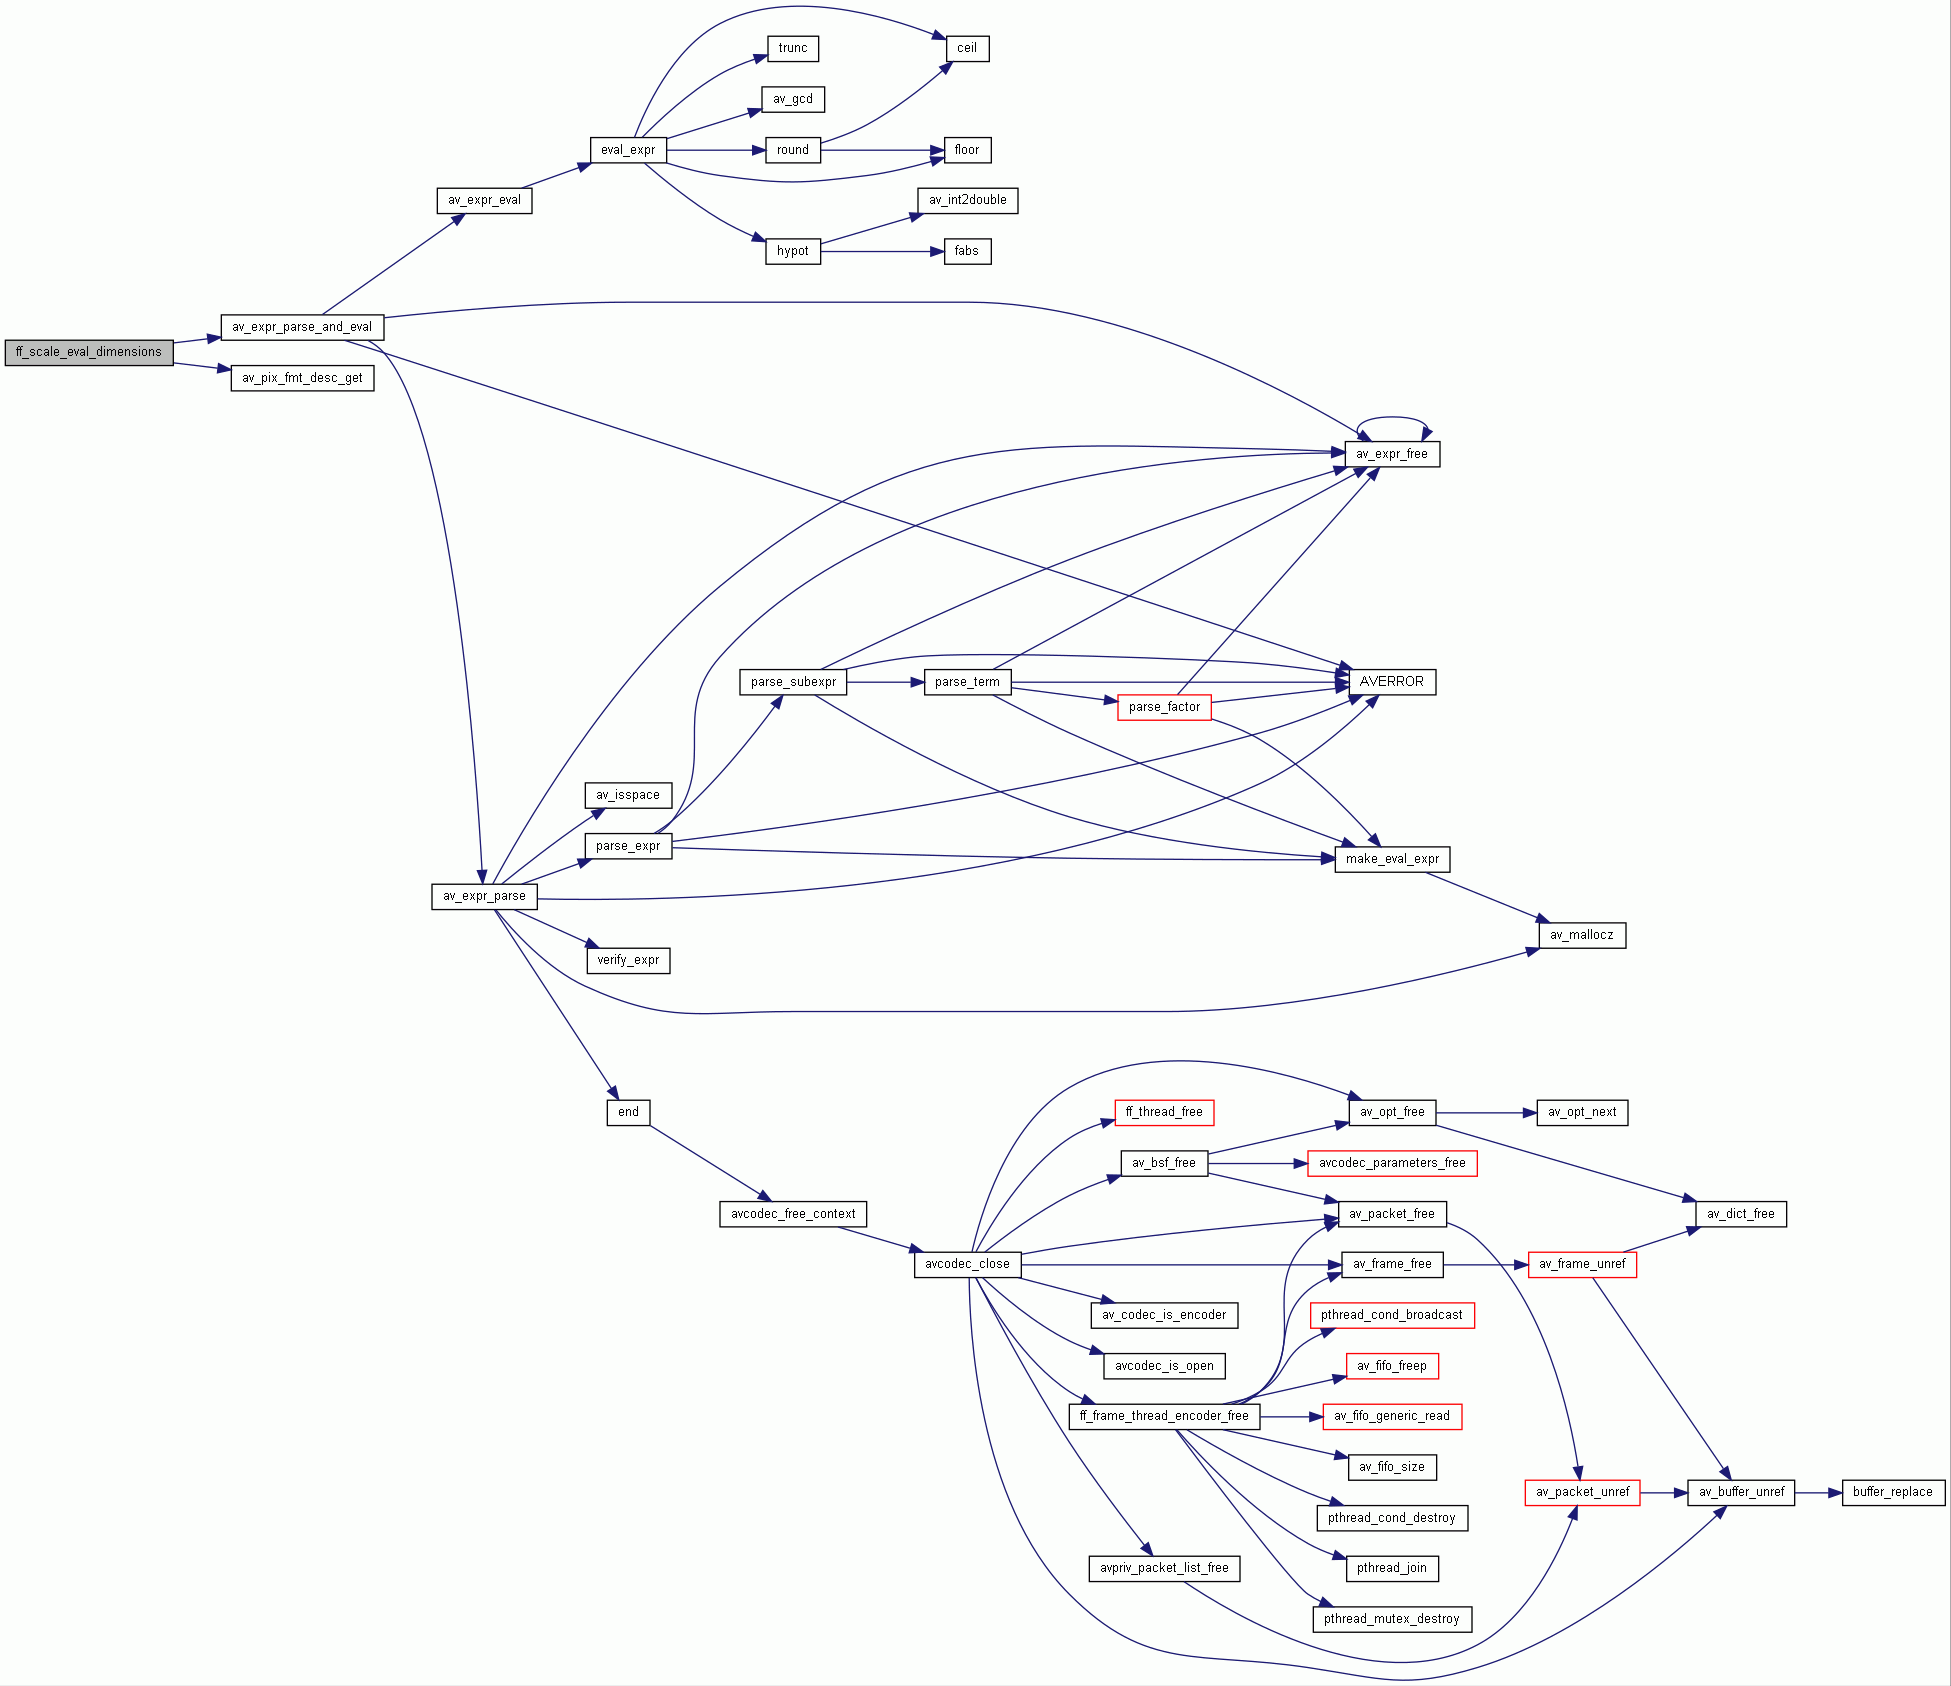 ceil
trunc
av_gcd
eval_expr
round
floor
av_expr_eval
av_int2double
hypot
fabs
av_expr_parse_and_eval
ff_scale_eval_dimensions
av_pix_fmt_desc_get
av_expr_free
parse_subexpr
parse_term
AVERROR
parse_factor
av_isspace
parse_expr
make_eval_expr
av_expr_parse
av_mallocz
verify_expr
end
ff_thread_free
av_opt_free
av_opt_next
av_bsf_free
avcodec_parameters_free
avcodec_free_context
av_packet_free
av_dict_free
avcodec_close
av_frame_free
av_frame_unref
av_codec_is_encoder
pthread_cond_broadcast
avcodec_is_open
av_fifo_freep
ff_frame_thread_encoder_free
av_fifo_generic_read
av_fifo_size
av_packet_unref
av_buffer_unref
buffer_replace
pthread_cond_destroy
avpriv_packet_list_free
pthread_join
pthread_mutex_destroy